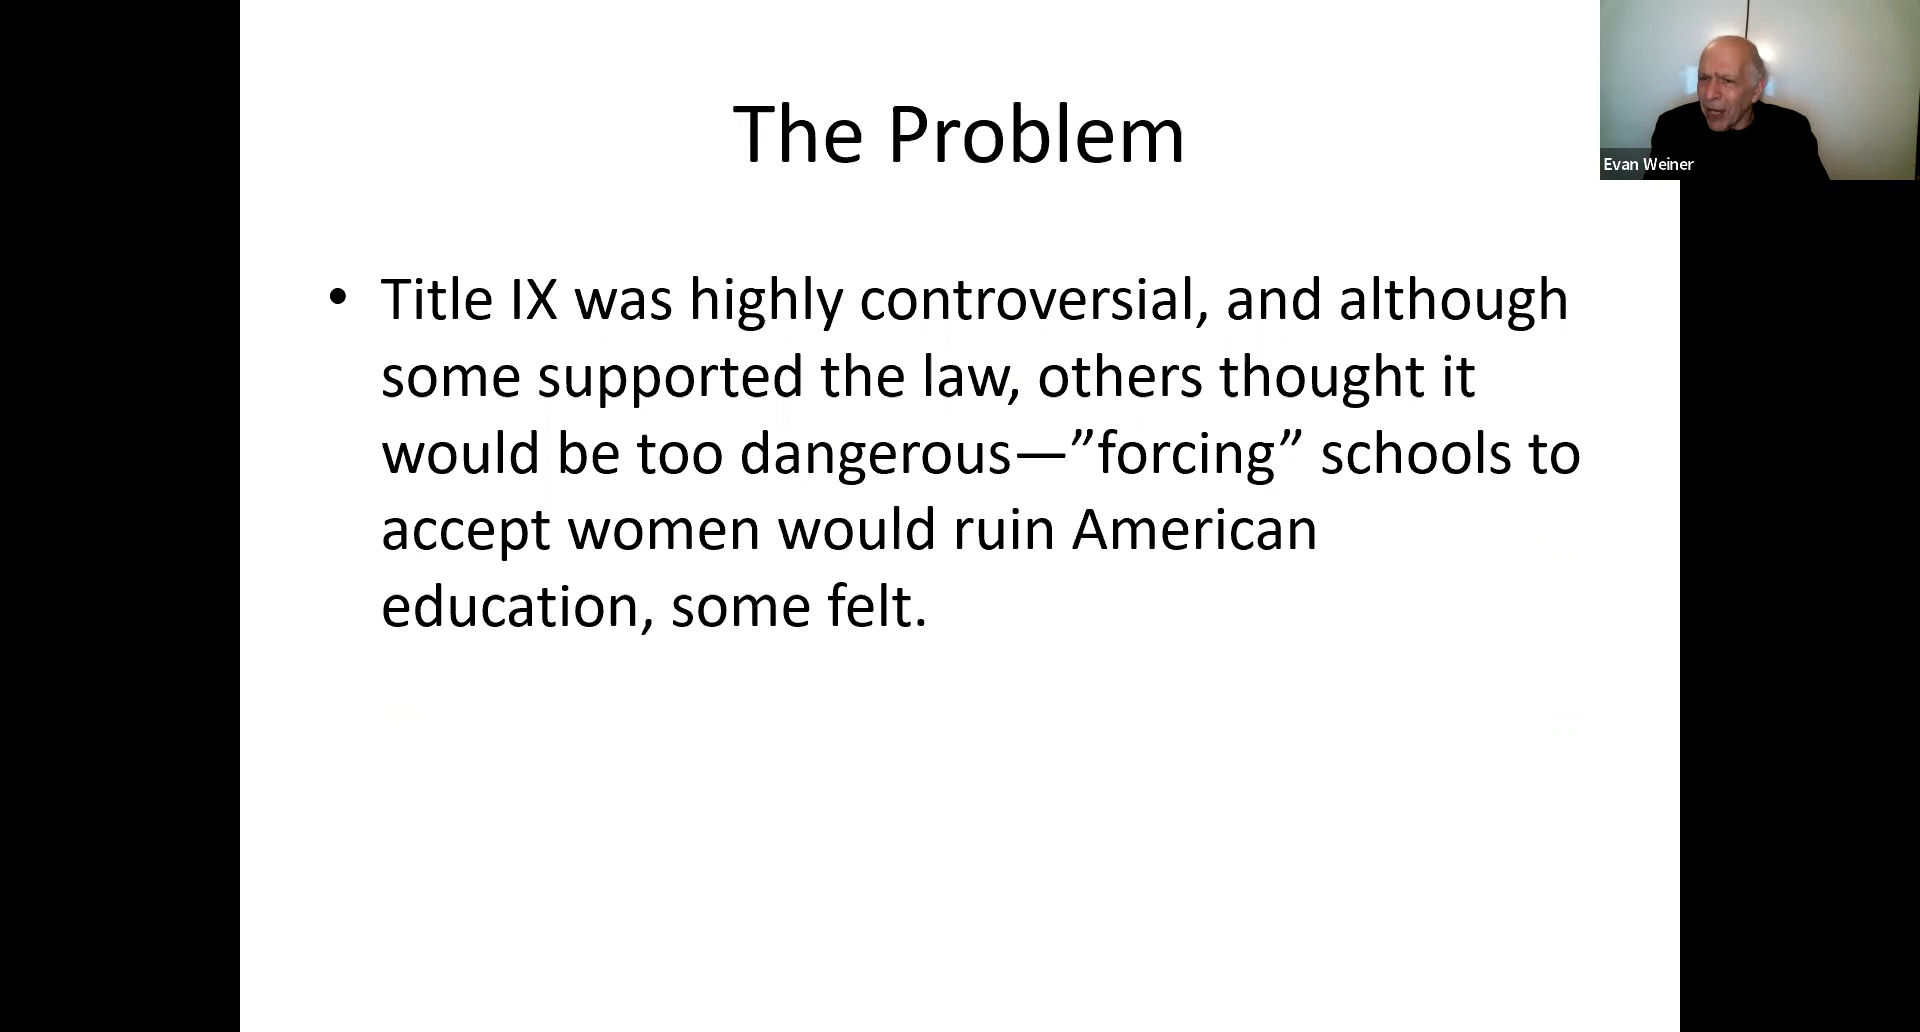 The Problem
Evan Weiner
• Title IX was highly controversial, and although
some supported the law, others thought it
would be too dangerous—”forcing” schools to
accept women would ruin American
education, some felt.